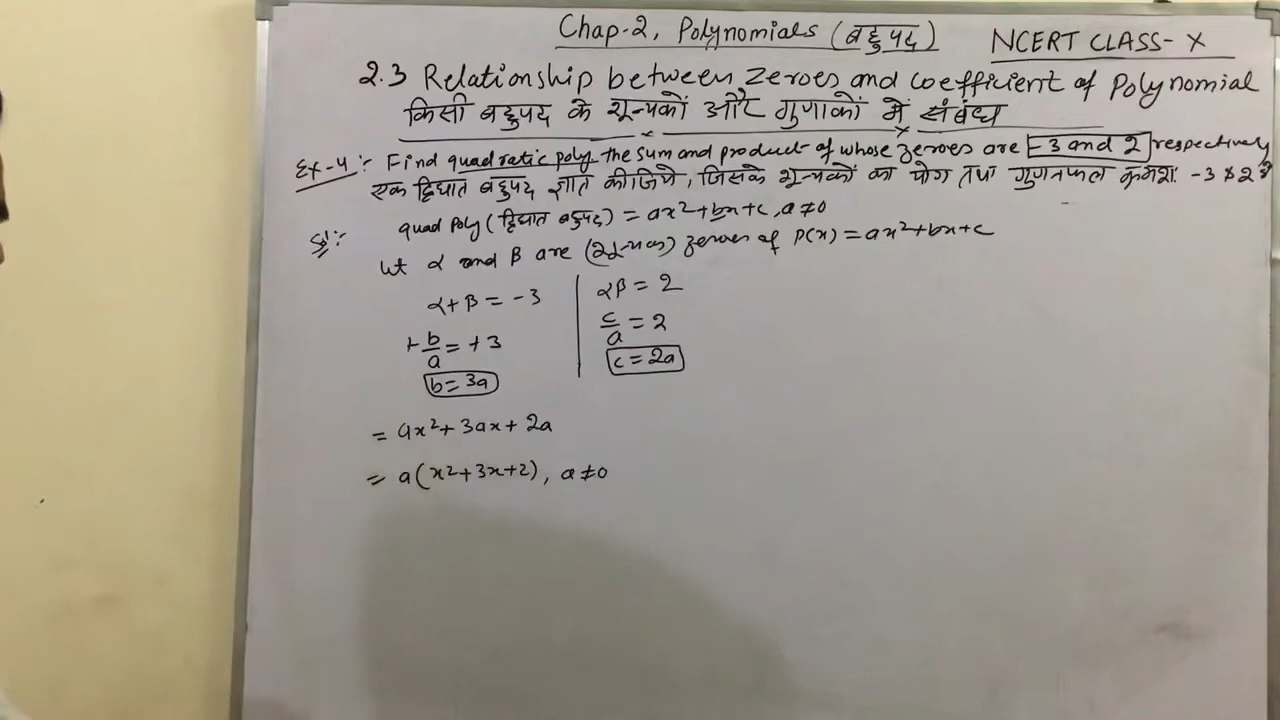 Chap-2, Polynomials (बहुपद) NCERT CLASS-X
2.3 Relationship between Zeroes and Coefficient of Polynomial
किसी बहुपद के शून्यकों और गुणाकों में संबंध
Ex-4:- Find quadratic poly the sum and product of whose zeroes are -3 and 2 respectively
एक द्विघात बहुपद ज्ञात कीजिये, जिसके शून्यकों का योग तथा गुणनफल क्रमशः -3 व 2 है
Sol:- quad Poly (द्विघात बहुपद) = ax²+bx+c, a≠0
Let α and β are (शून्यक) zeroes of P(x) = ax²+bx+c
α+β = -3
+b/a = +3
b = 3a
αβ = 2
c/a = 2
c = 2a
= ax²+3ax+2a
= a(x²+3x+2), a≠0